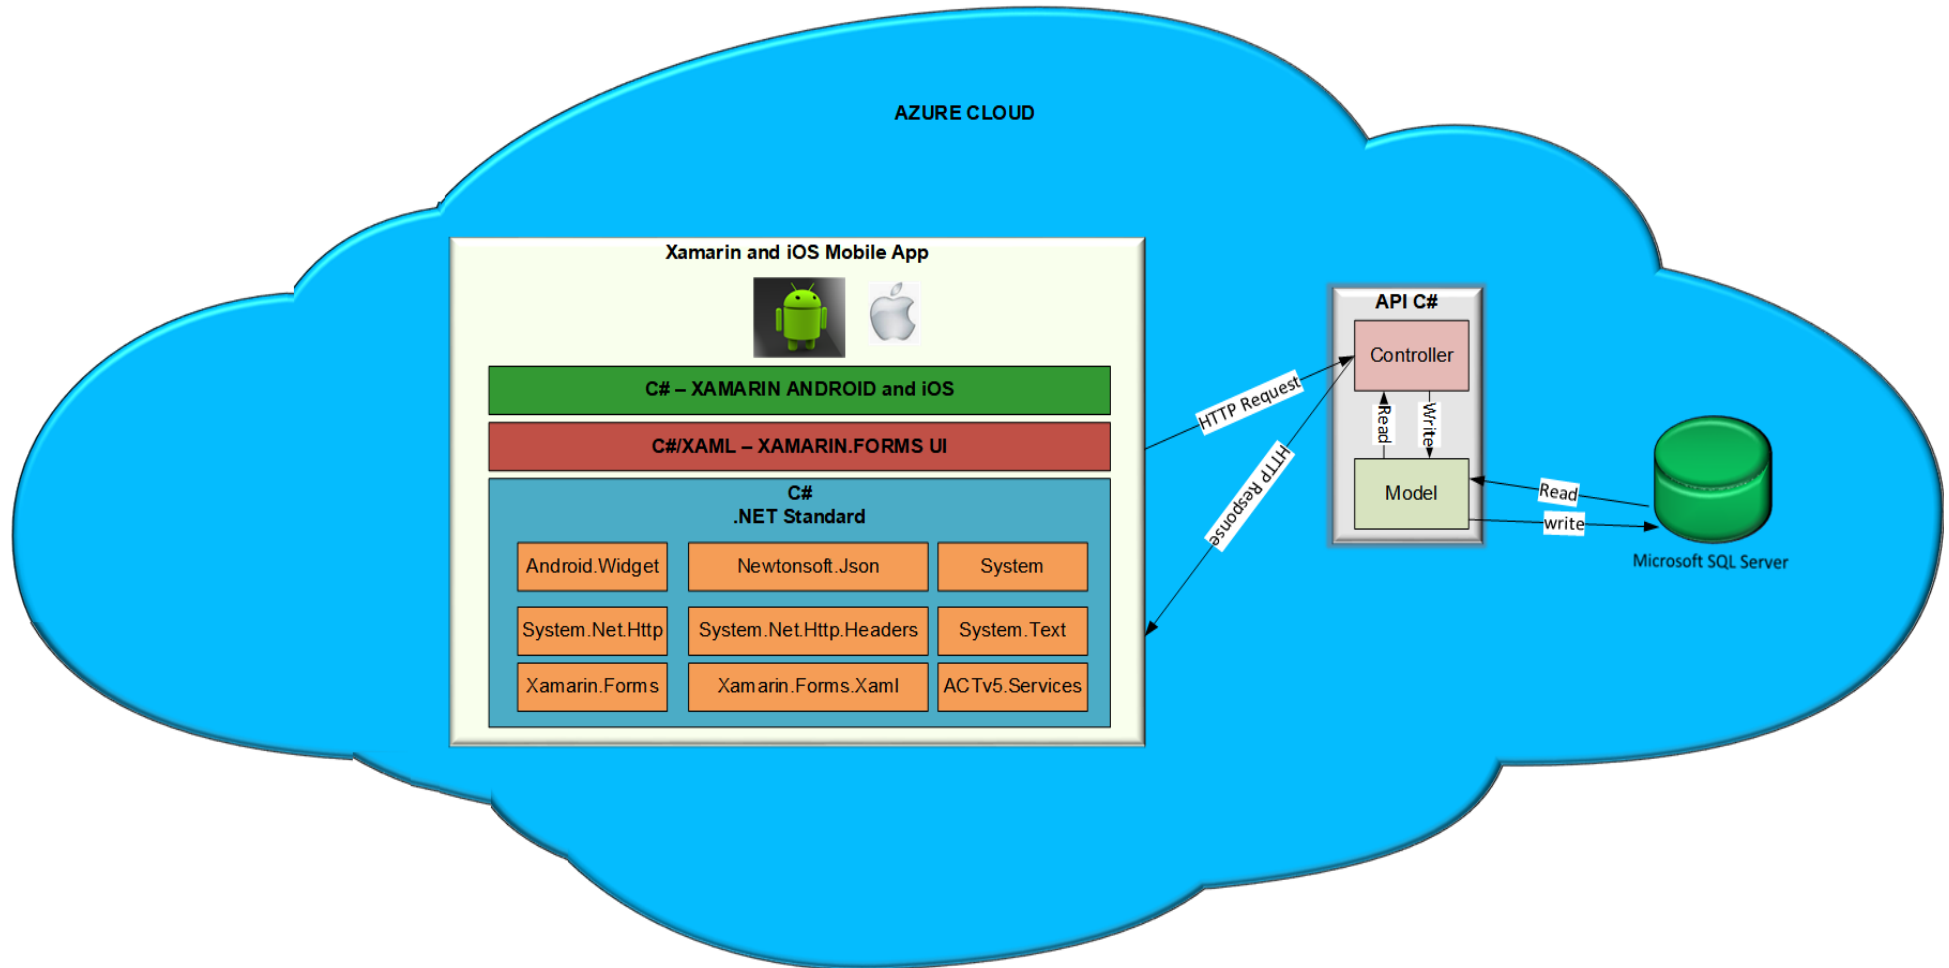 AZURE CLOUD
Xamarin and iOS Mobile App
C# – XAMARIN ANDROID and iOS
C#/XAML – XAMARIN.FORMS UI
C#
.NET Standard
Android.Widget
Newtonsoft.Json
System
System.Net.Http
System.Net.Http.Headers
System.Text
Xamarin.Forms
Xamarin.Forms.Xaml
ACTv5.Services
HTTP Request
HTTP Response
API C#
Controller
Read
Write
Model
Read
write
Microsoft SQL Server